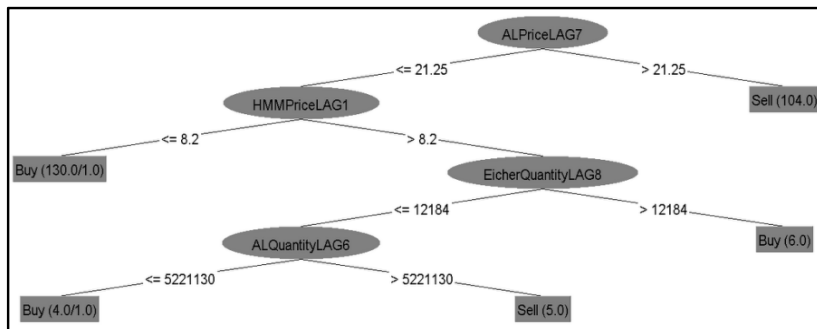 ALPriceLAG7
<= 21.25 > 21.25
HMMPriceLAG1 Sell (104.0)
<= 8.2 > 8.2
Buy (130.0/1.0) EicherQuantityLAG8
<= 12184 > 12184
ALQuantityLAG6 Buy (6.0)
<= 5221130 > 5221130
Buy (4.0/1.0) Sell (5.0)